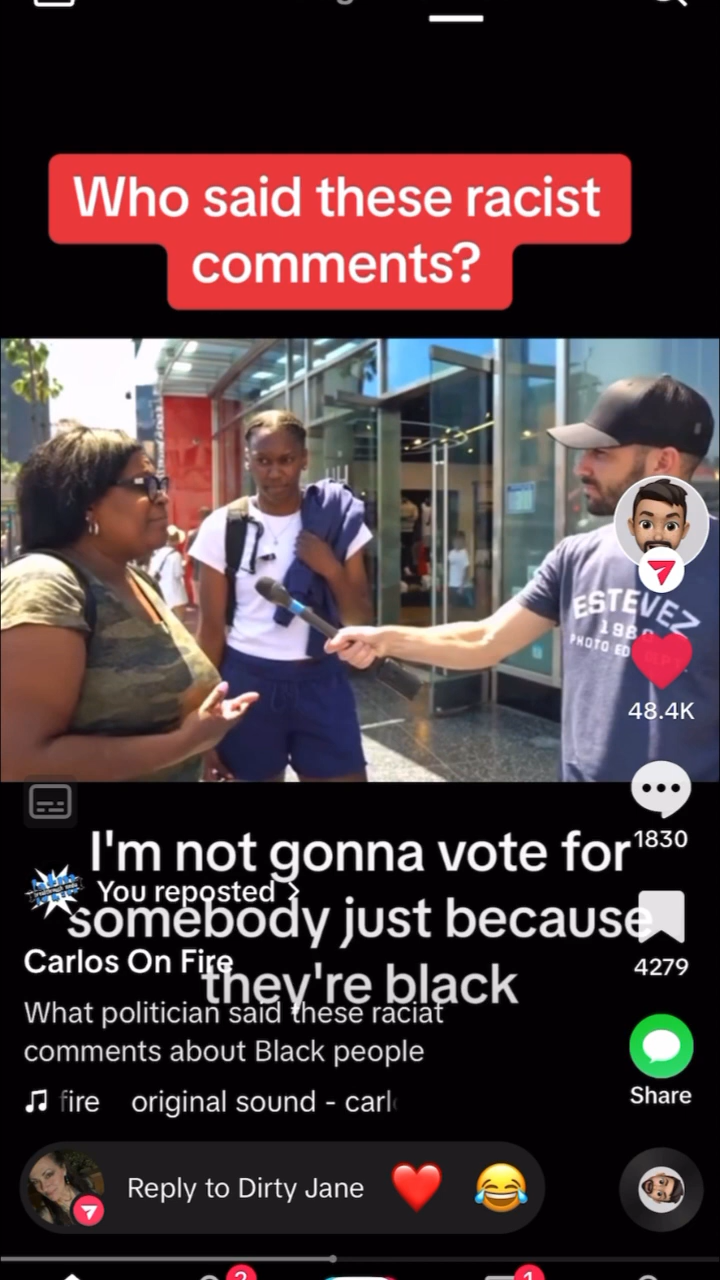 Who said these racist
comments?
ESTEVEZ
PHOTO
48.4K
I'm not gonna vote for
1830
You reposted >
somebody just because
Carlos On Fire
they're black
4279
What politician said these raciat
comments about Black people
fire original sound - carl
Share
Reply to Dirty Jane
2
1